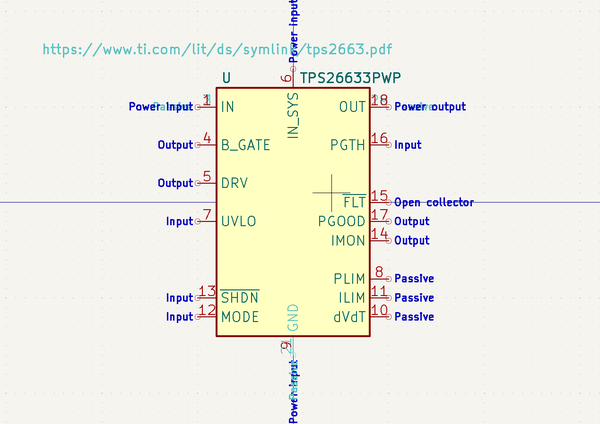 Power input
https://www.ti.com/lit/ds/symlink/tps2663.pdf
U TPS26633PWP
6
IN_SYS
Power input 1 IN
OUT 18 Power output
Output 4 B_GATE
PGTH 16 Input
Output 5 DRV
FLT 15 Open collector
Input 7 UVLO
PGOOD 17 Output
IMON 14 Output
PLIM 8 Passive
Input 13 SHDN
ILIM 11 Passive
Input 12 MODE
dVdT 10 Passive
GND
9
Power input